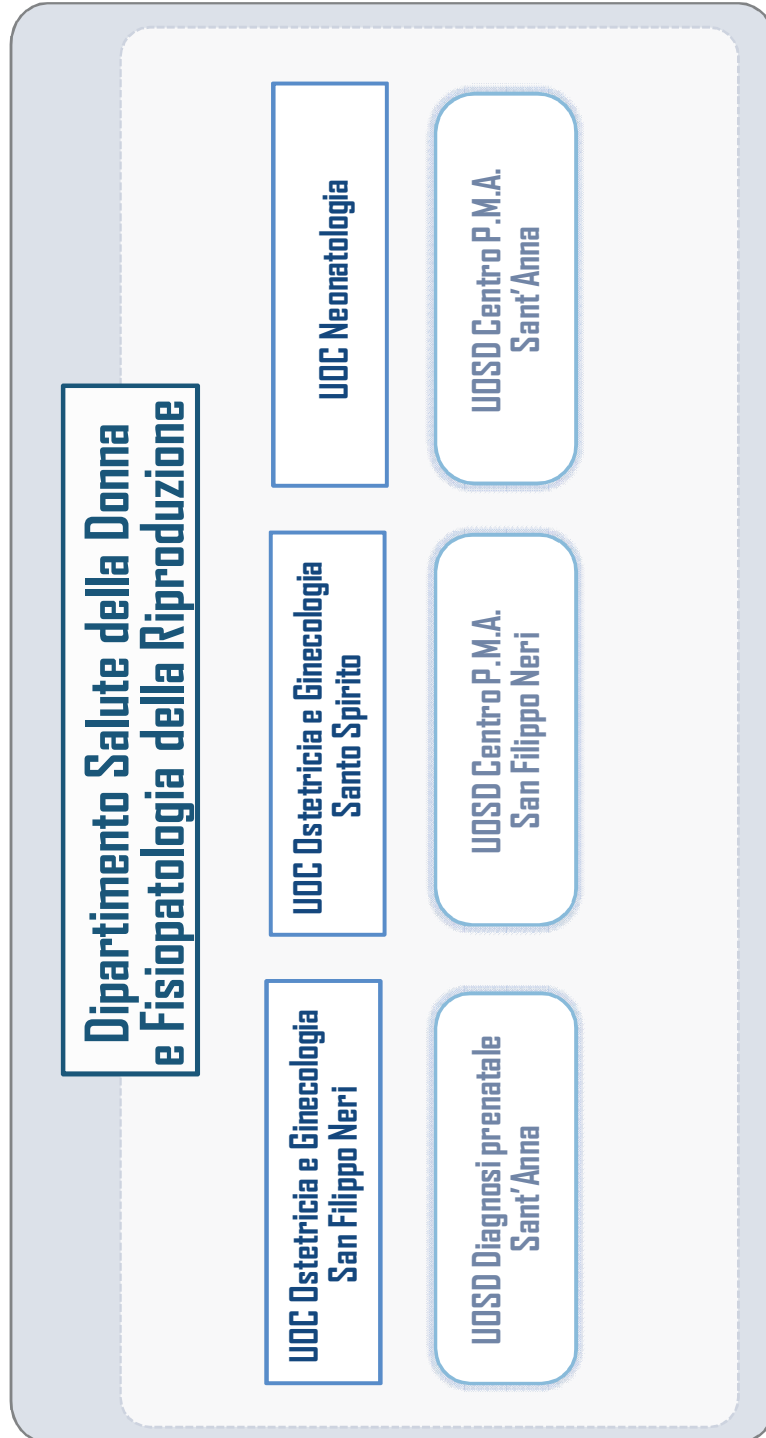 Dipartimento Salute della Donna
e Fisiopatologia della Riproduzione
UOC Ostetricia e Ginecologia
San Filippo Neri
UOC Ostetricia e Ginecologia
Santo Spirito
UOC Neonatologia
UOSD Diagnosi prenatale
Sant'Anna
UOSD Centro P.M.A.
San Filippo Neri
UOSD Centro P.M.A.
Sant'Anna